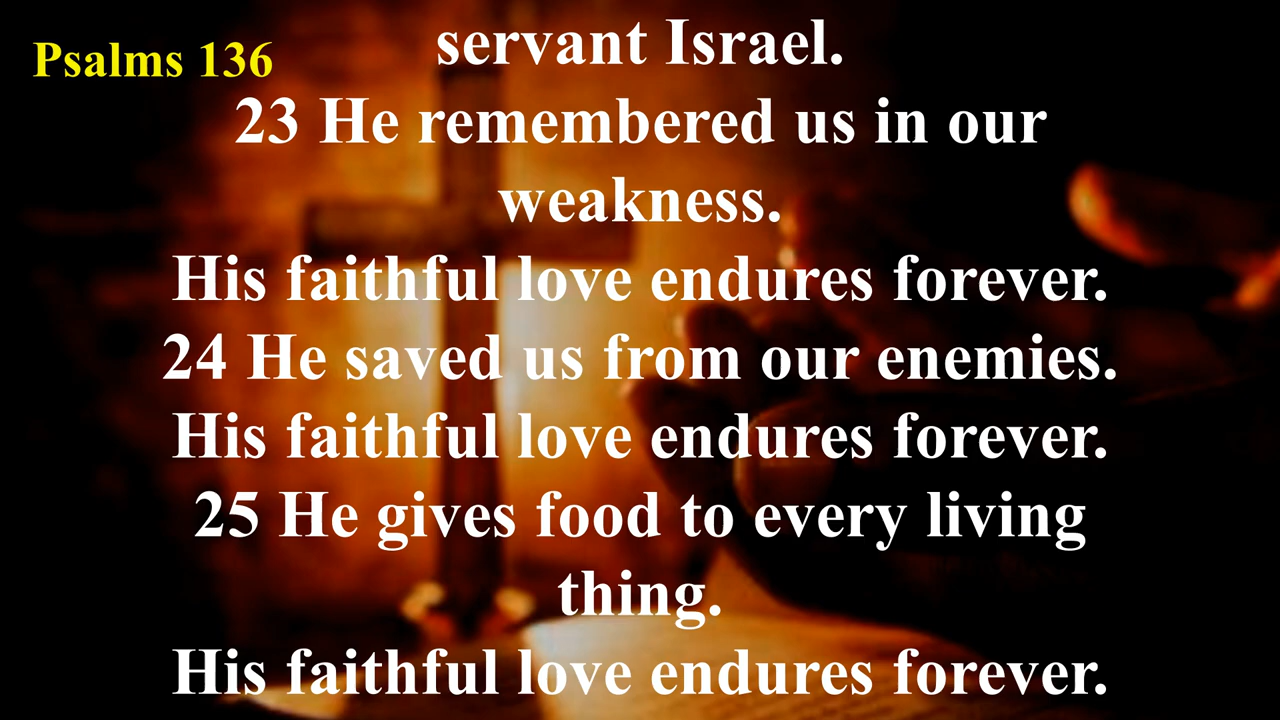 Psalms 136
servant Israel.
23 He remembered us in our
weakness.
His faithful love endures forever.
24 He saved us from our enemies.
His faithful love endures forever.
25 He gives food to every living
thing.
His faithful love endures forever.